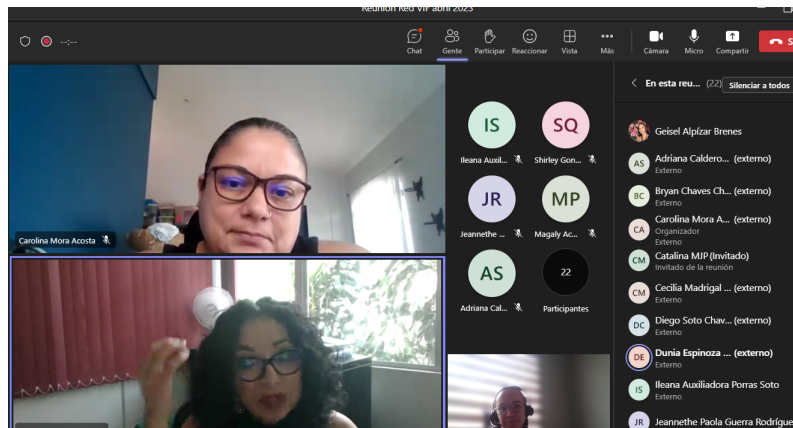 Reunión Red VIF abril 2023
--:--
Chat
Gente
Participar
Reaccionar
Vista
Más
Cámara
Micro
Compartir
S
En esta reu... (22)
Silenciar a todos
Carolina Mora Acosta
IS
SQ
Ileana Auxil...
Shirley Gon...
JR
MP
Jeannethe ...
Magaly Ac...
AS
22
Adriana Cal...
Participantes
Geisel Alpízar Brenes
AS
Adriana Caldero... (externo)
Externo
BC
Bryan Chaves Ch... (externo)
Externo
CA
Carolina Mora A... (externo)
Organizador
Externo
CM
Catalina MJP (Invitado)
Invitado de la reunión
CM
Cecilia Madrigal ... (externo)
Externo
DC
Diego Soto Chav... (externo)
Externo
DE
Dunia Espinoza ... (externo)
Externo
IS
Ileana Auxiliadora Porras Soto
Externo
JR
Jeannethe Paola Guerra Rodrígue